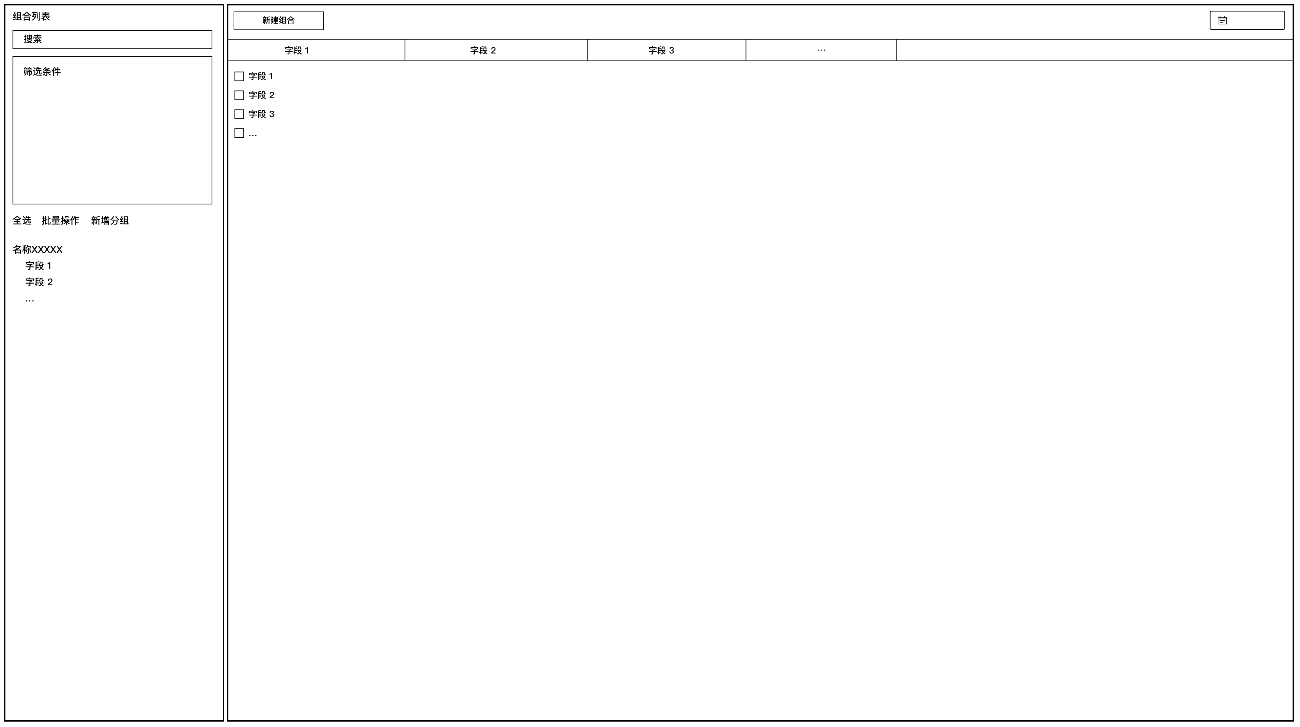 组合列表
搜索
筛选条件
全选 批量操作 新增分组
名称XXXXX
字段 1
字段 2
...
新建组合
字段 1 字段 2 字段 3 ...
字段 1
字段 2
字段 3
...